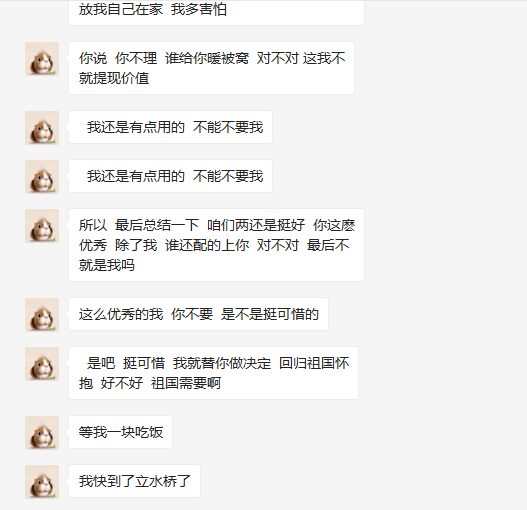 放我自己在家 我多害怕
你说 你不理 谁给你暖被窝 对不对 这我不
就提现价值
我还是有点用的 不能不要我
我还是有点用的 不能不要我
所以 最后总结一下 咱们两还是挺好 你这麽
优秀 除了我 谁还配的上你 对不对 最后不
就是我吗
这么优秀的我 你不要 是不是挺可惜的
是吧 挺可惜 我就替你做决定 回归祖国怀
抱 好不好 祖国需要啊
等我一块吃饭
我快到了立水桥了